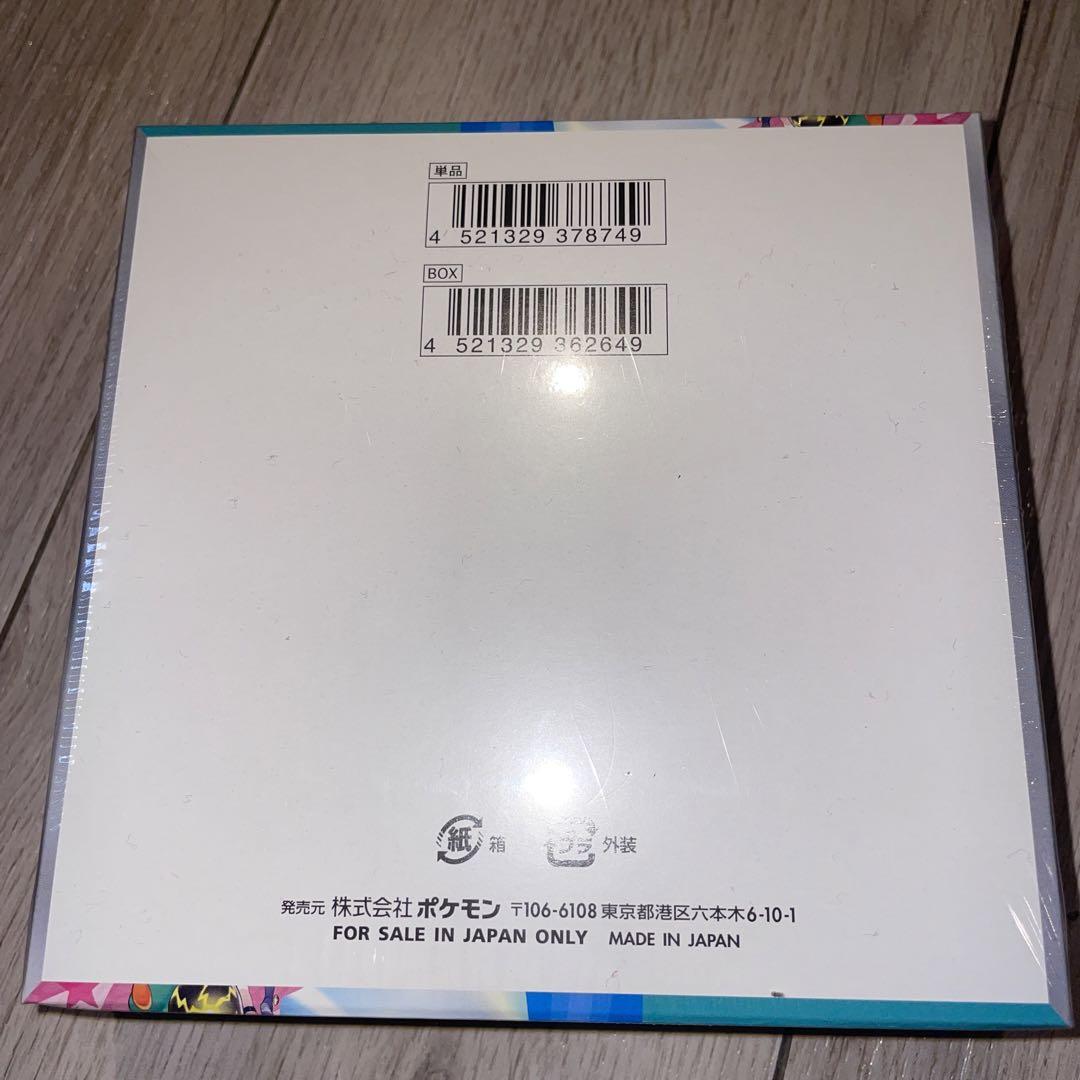 単品
4 521329 378749
BOX
4 521329 362649
紙 箱 プラ 外装
発売元 株式会社 ポケモン 〒106-6108 東京都港区六本木6-10-1
FOR SALE IN JAPAN ONLY MADE IN JAPAN